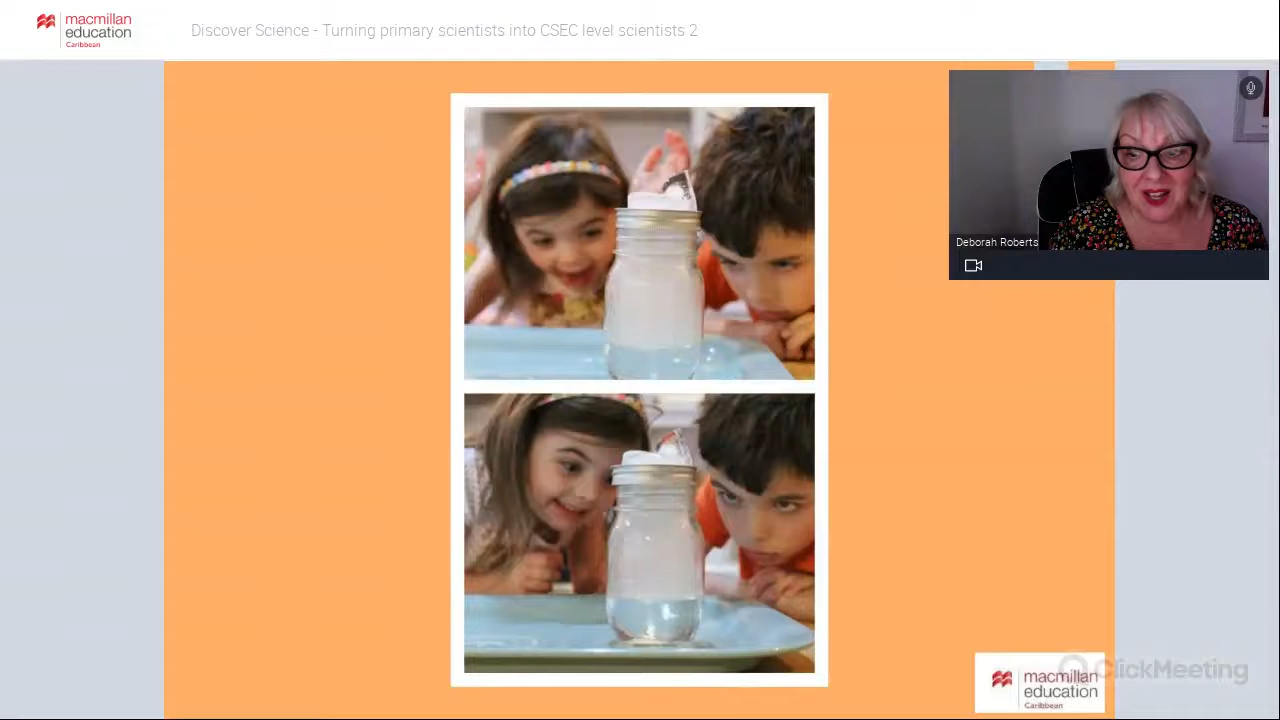 macmillan
education
Caribbean
Discover Science - Turning primary scientists into CSEC level scientists 2
Deborah Roberts
ClickMeeting
macmillan
education
Caribbean